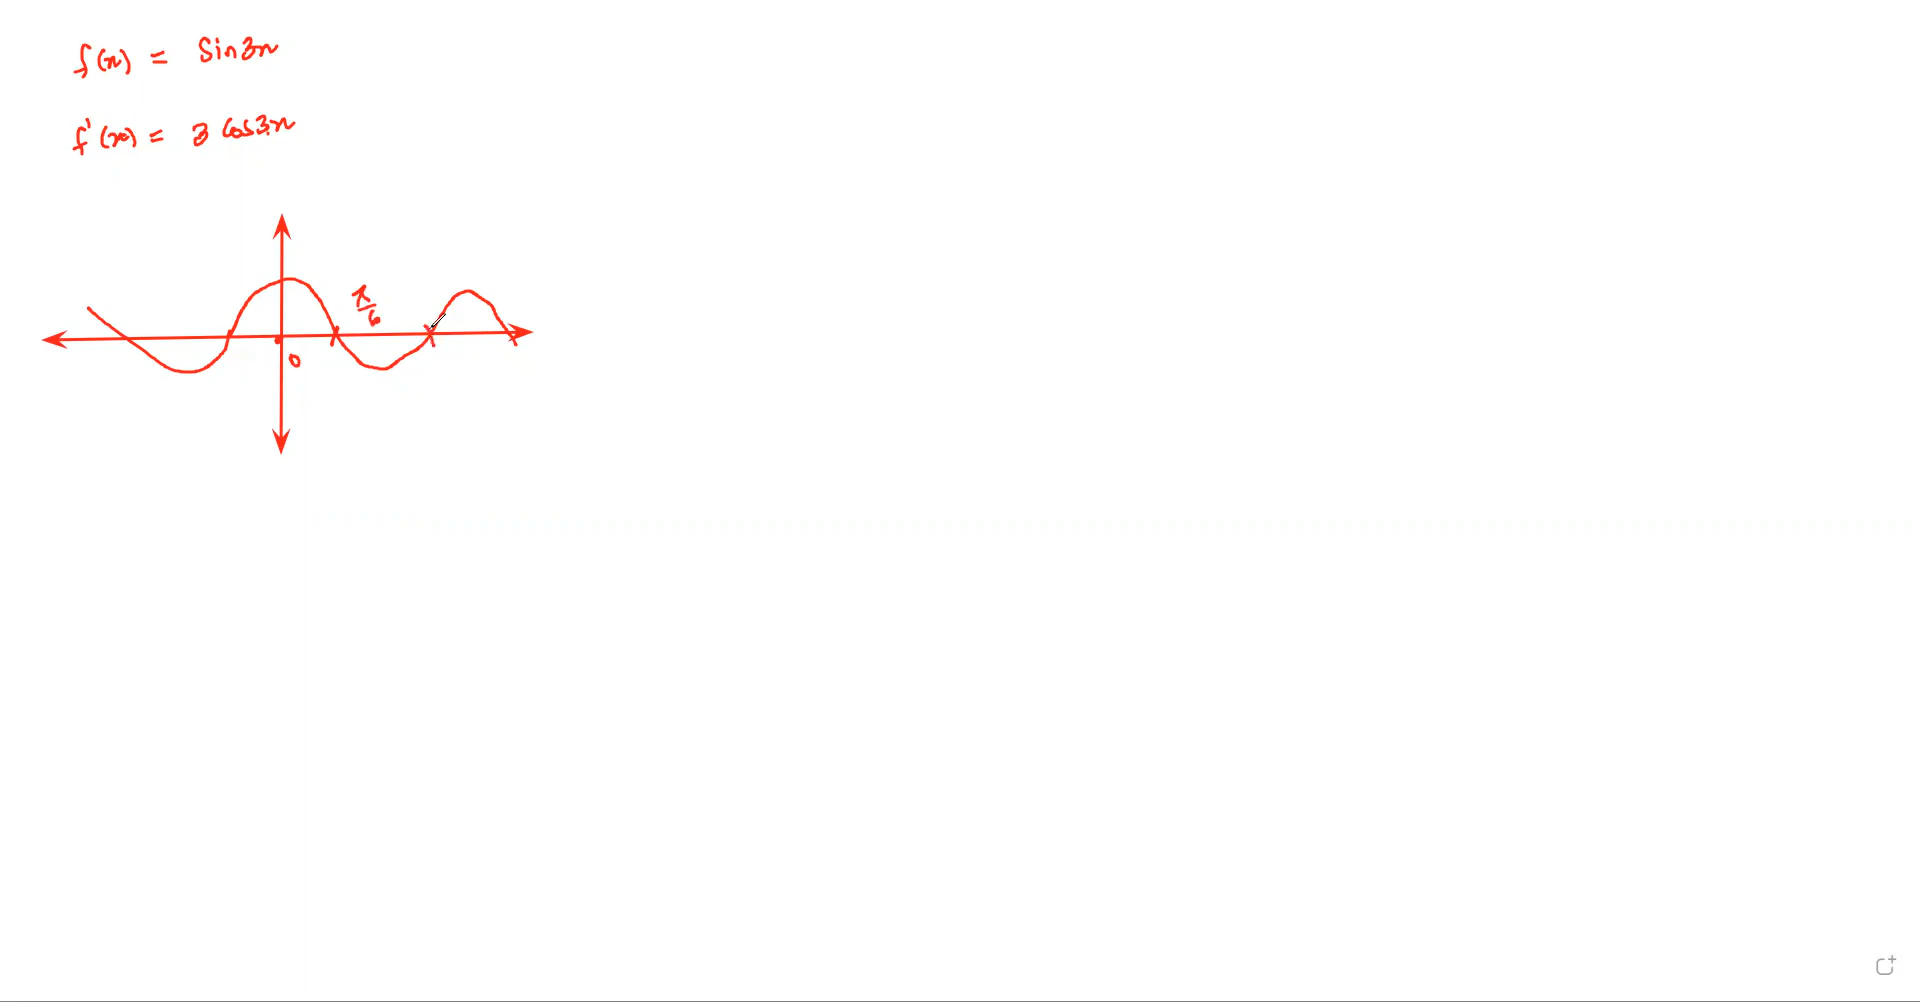 f(x) = Sin3x
f'(x) = 3 Cos3x
π/6
0